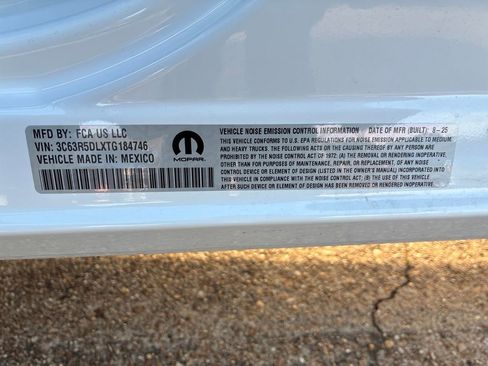 MFD BY: FCA US LLC
VIN: 3C63R5DLXTG184746
VEHICLE MADE IN: MEXICO
MOPAR
VEHICLE NOISE EMISSION CONTROL INFORMATION DATE OF MFR (BUILT) 8-25
THIS VEHICLE CONFORMS TO U.S. EPA REGULATIONS FOR NOISE EMISSION APPLICABLE TO MEDIUM
AND HEAVY TRUCKS. THE FOLLOWING ACTS OR THE CAUSING THEREOF BY ANY PERSON ARE
PROHIBITED BY THE NOISE CONTROL ACT OF 1972: (A) THE REMOVAL OR RENDERING INOPERATIVE,
OTHER THAN FOR PURPOSES OF MAINTENANCE, REPAIR, OR REPLACEMENT, OF ANY NOISE
CONTROL DEVICE OR ELEMENT OF DESIGN (LISTED IN THE OWNER'S MANUAL) INCORPORATED
INTO THIS VEHICLE IN COMPLIANCE WITH THE NOISE CONTROL ACT; (B) THE USE OF THIS VEHICLE AFTER
SUCH DEVICE OR ELEMENT OF DESIGN HAS BEEN REMOVED OR RENDERED INOPERATIVE.